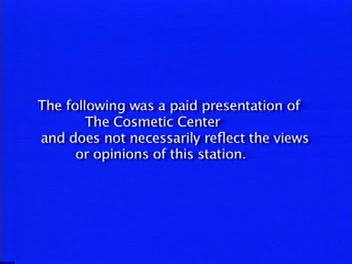 The following was a paid presentation of
The Cosmetic Center
and does not necessarily reflect the views
or opinions of this station.